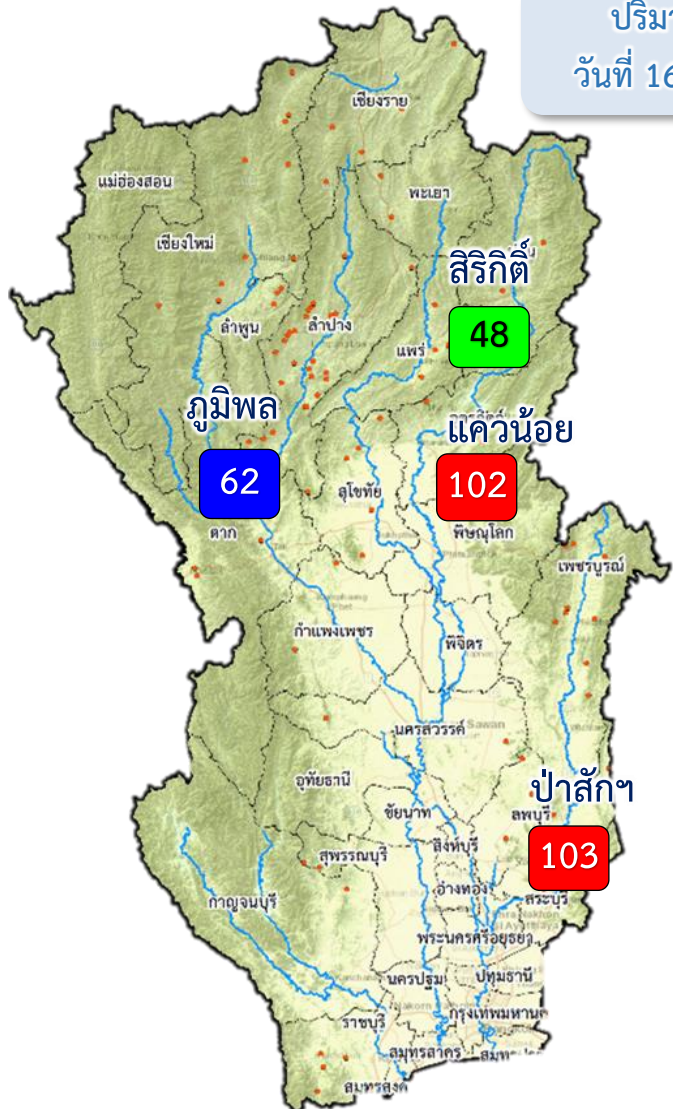 ปริมา
วันที่ 16
เชียงราย
แม่ฮ่องสอน
พะเยา
เชียงใหม่
สิริกิติ์
48
ลำพูน
ลำปาง
แพร่
ภูมิพล
62
แควน้อย
102
สุโขทัย
ตาก
พิษณุโลก
เพชรบูรณ์
กำแพงเพชร
พิจิตร
นครสวรรค์
Sawan
อุทัยธานี
ป่าสักฯ
103
ชัยนาท
ลพบุรี
สิงห์บุรี
สุพรรณบุรี
อ่างทอง
สระบุรี
กาญจนบุรี
พระนครศรีอยุธยา
นครปฐม
ปทุมธานี
กรุงเทพมหานค
ราชบุรี
สมุทรสาคร
สมุท
สมุทรสงค